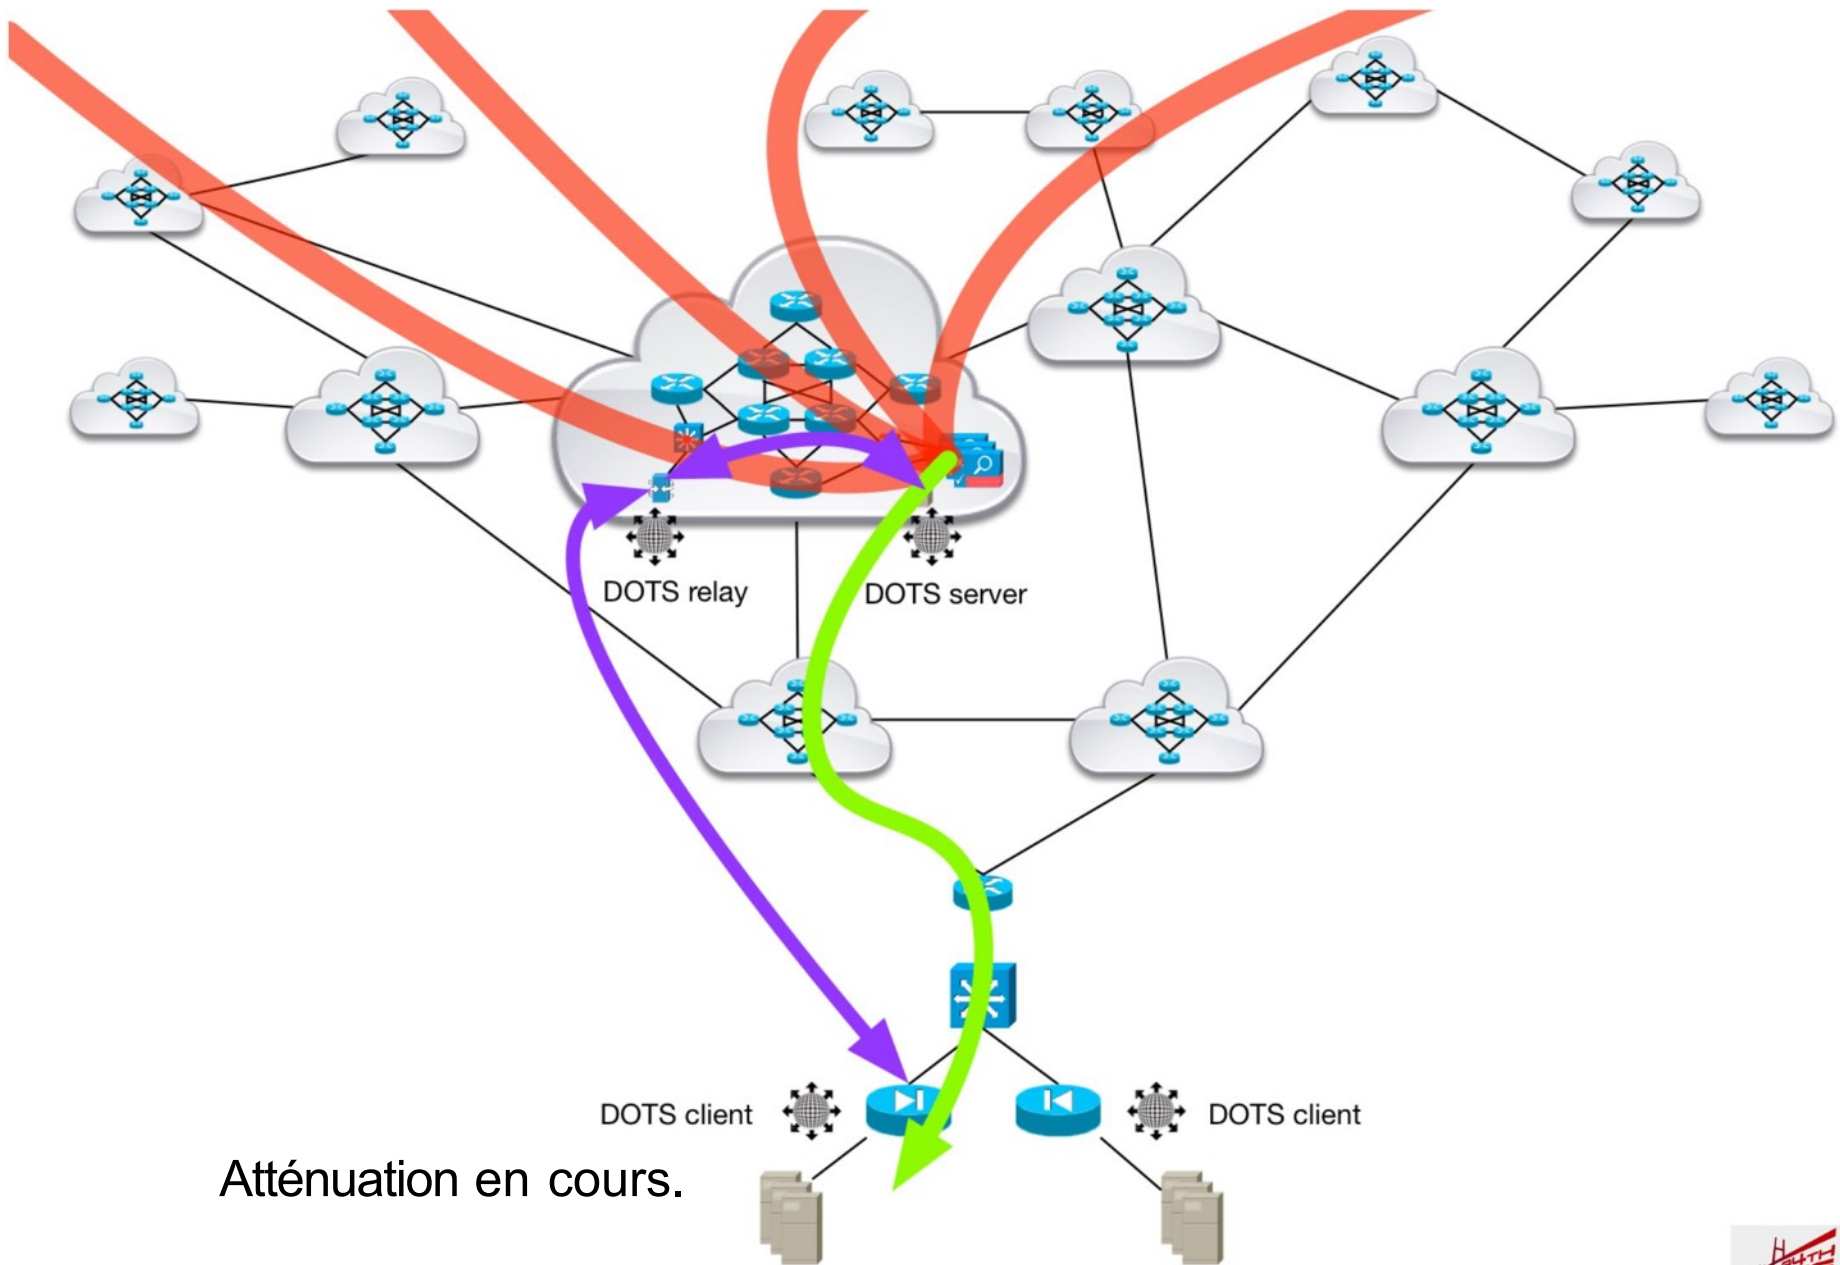 DOTS relay
DOTS server
DOTS client
DOTS client
Atténuation en cours.